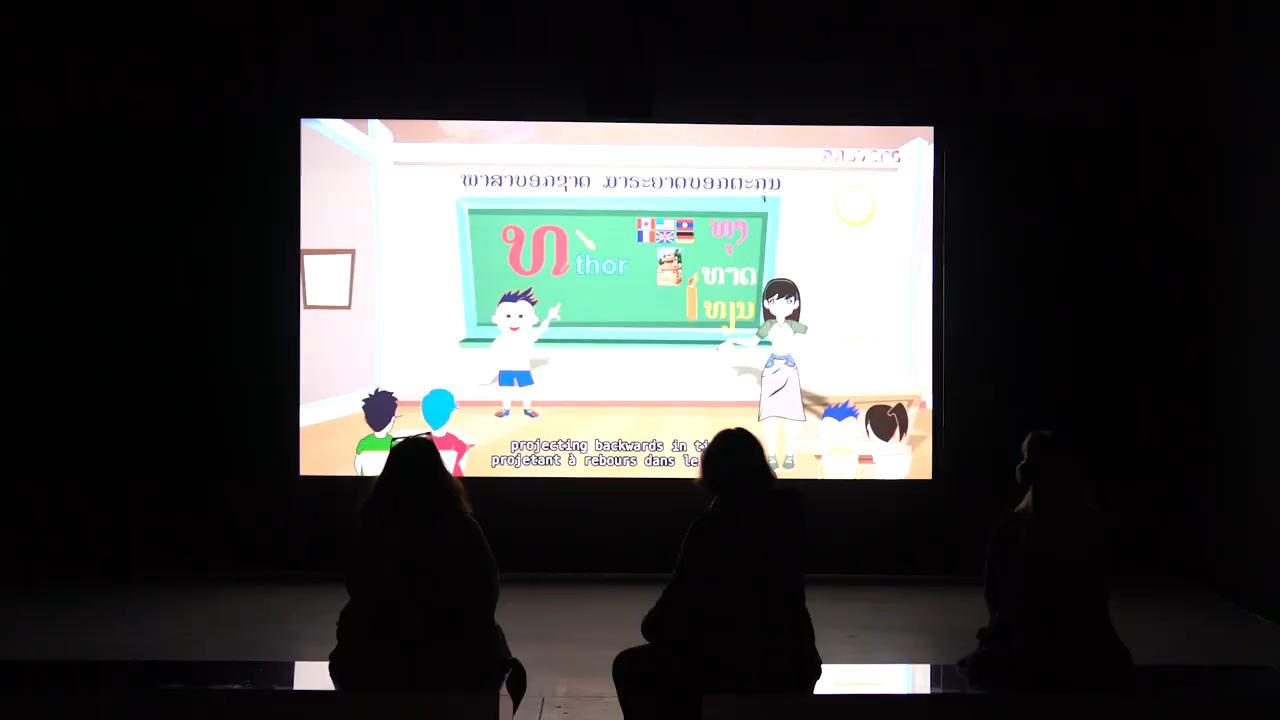 ພາສາບອກຊາດ ມາຣະຍາດບອກຕະກຸນ
ທ
thor
ທຸງ
ທາດ
ທຽນ
projecting backwards in
projetant à rebours dans le